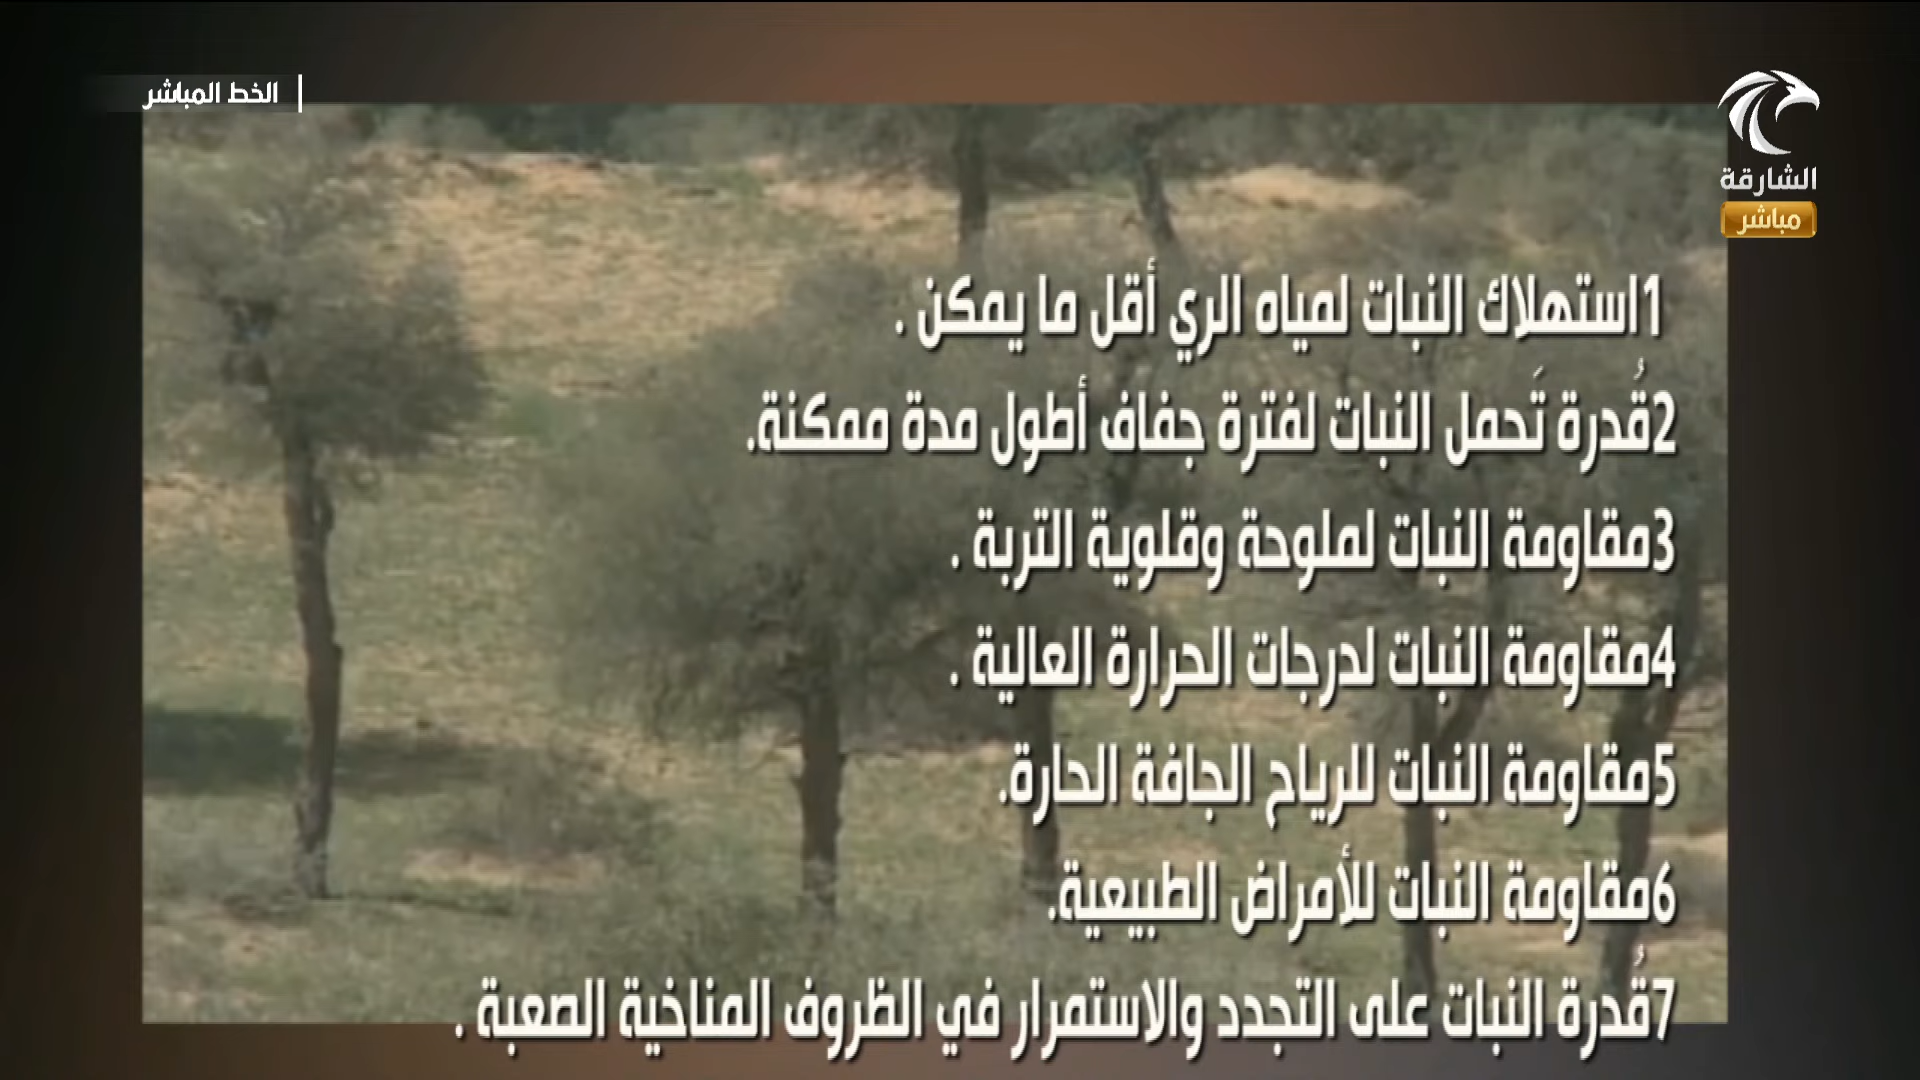 الخط المباشر
الشارقة
مباشر
1استهلاك النبات لمياه الري أقل ما يمكن .
2قُدرة تَحمل النبات لفترة جفاف أطول مدة ممكنة.
3مقاومة النبات لملوحة وقلوية التربة .
4مقاومة النبات لدرجات الحرارة العالية .
5مقاومة النبات للرياح الجافة الحارة.
6مقاومة النبات للأمراض الطبيعية.
7قُدرة النبات على التجدد والاستمرار في الظروف المناخية الصعبة .